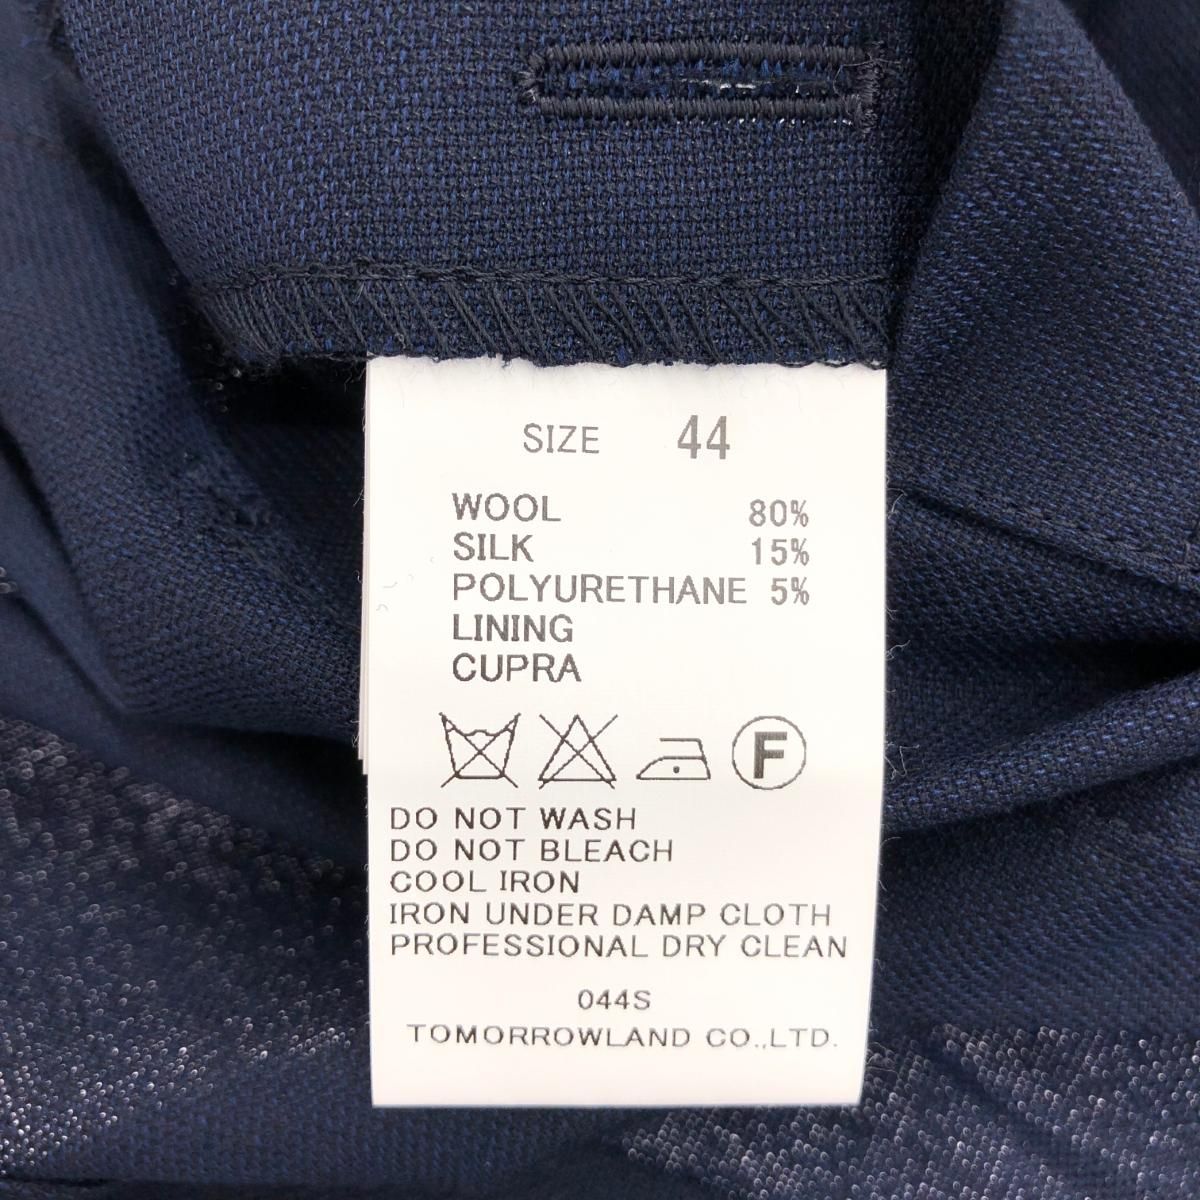 SIZE 44
WOOL 80%
SILK 15%
POLYURETHANE 5%
LINING
CUPRA
F
DO NOT WASH
DO NOT BLEACH
COOL IRON
IRON UNDER DAMP CLOTH
PROFESSIONAL DRY CLEAN
044S
TOMORROWLAND CO.,LTD.